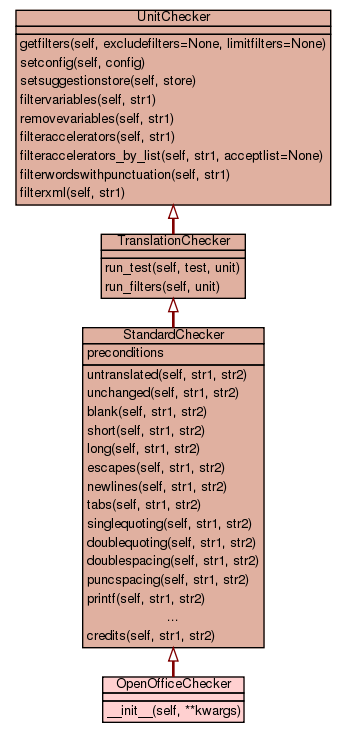 UnitChecker
getfilters(self, excludefilters=None, limitfilters=None)
setconfig(self, config)
setsuggestionstore(self, store)
filtervariables(self, str1)
removevariables(self, str1)
filteraccelerators(self, str1)
filteraccelerators_by_list(self, str1, acceptlist=None)
filterwordswithpunctuation(self, str1)
filterxml(self, str1)
TranslationChecker
run_test(self, test, unit)
run_filters(self, unit)
StandardChecker
preconditions
untranslated(self, str1, str2)
unchanged(self, str1, str2)
blank(self, str1, str2)
short(self, str1, str2)
long(self, str1, str2)
escapes(self, str1, str2)
newlines(self, str1, str2)
tabs(self, str1, str2)
singlequoting(self, str1, str2)
doublequoting(self, str1, str2)
doublespacing(self, str1, str2)
puncspacing(self, str1, str2)
printf(self, str1, str2)
...
credits(self, str1, str2)
OpenOfficeChecker
__init__(self, **kwargs)